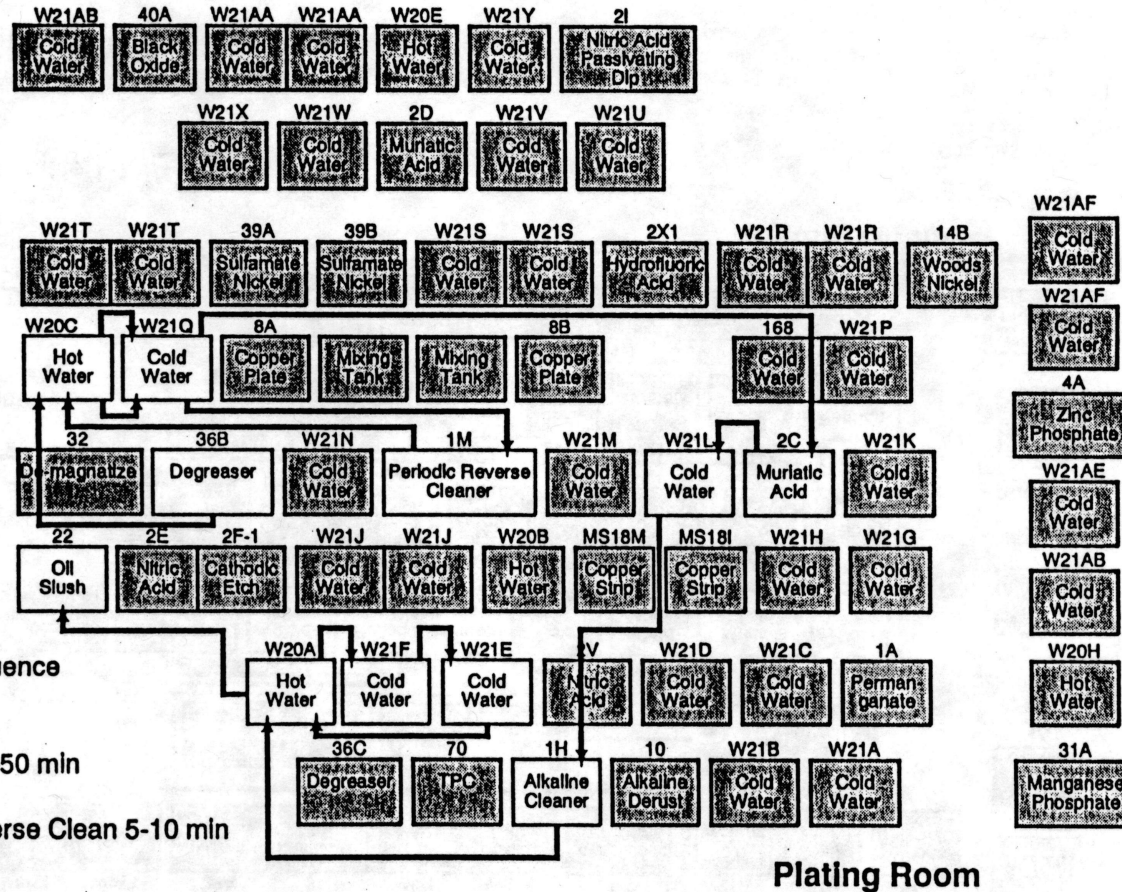 W21AB 40A W21AA W21AA W20E W21Y 2I
Cold Black Cold Cold Hot Cold Nitric Acid
Water Oxide Water Water Water Water Passivating
Dip
W21X W21W 2D W21V W21U
Cold Cold Muriatic Cold Cold
Water Water Acid Water Water
W21AF
Cold
Water
W21T W21T 39A 39B W21S W21S 2X1 W21R W21R 14B
Cold Cold Sulfamate Sulfamate Cold Cold Hydrofluoric Cold Cold Woods
Water Water Nickel Nickel Water Water Acid Water Water Nickel
W21AF
Cold
Water
W20C W21Q 8A 8B 168 W21P
Hot Cold Copper Mixing Mixing Copper Cold Cold
Water Water Plate Tank Tank Plate Water Water
4A
Zinc
Phosphate
32 36B W21N 1M W21M W21L 2C W21K
De-magnatize Degreaser Cold Periodic Reverse Cold Cold Muriatic Cold
Water Cleaner Water Water Acid Water
W21AE
Cold
Water
22 2E 2F-1 W21J W21J W20B MS18M MS18I W21H W21G
Oil Nitric Cathodic Cold Cold Hot Copper Copper Cold Cold
Slush Acid Etch Water Water Water Strip Strip Water Water
W21AB
Cold
Water
W20A W21F W21E 2V W21D W21C 1A
Hot Cold Cold Nitric Cold Cold Perman-
Water Water Water Acid Water Water ganate
W20H
Hot
Water
uence
50 min
erse Clean 5-10 min
36C 70 1H 10 W21B W21A
Degreaser TPC Alkaline Alkaline Cold Cold
Cleaner Derust Water Water
31A
Manganese
Phosphate
Plating Room